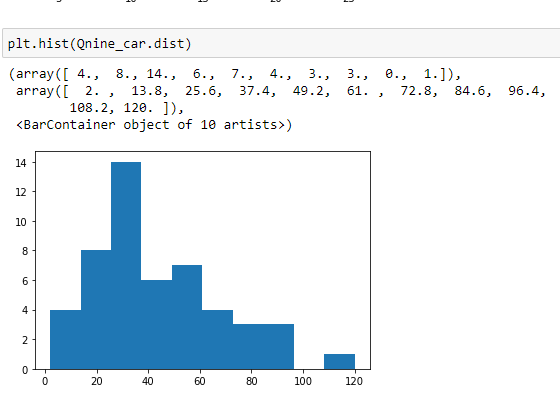 plt.hist(Qnine_car.dist)
(array([ 4.,  8., 14.,  6.,  7.,  4.,  3.,  3.,  0.,  1.]),
 array([  2. ,  13.8,  25.6,  37.4,  49.2,  61. ,  72.8,  84.6,  96.4,
        108.2, 120. ]),
 <BarContainer object of 10 artists>)
14
12
10
8
6
4
2
0
0 20 40 60 80 100 120